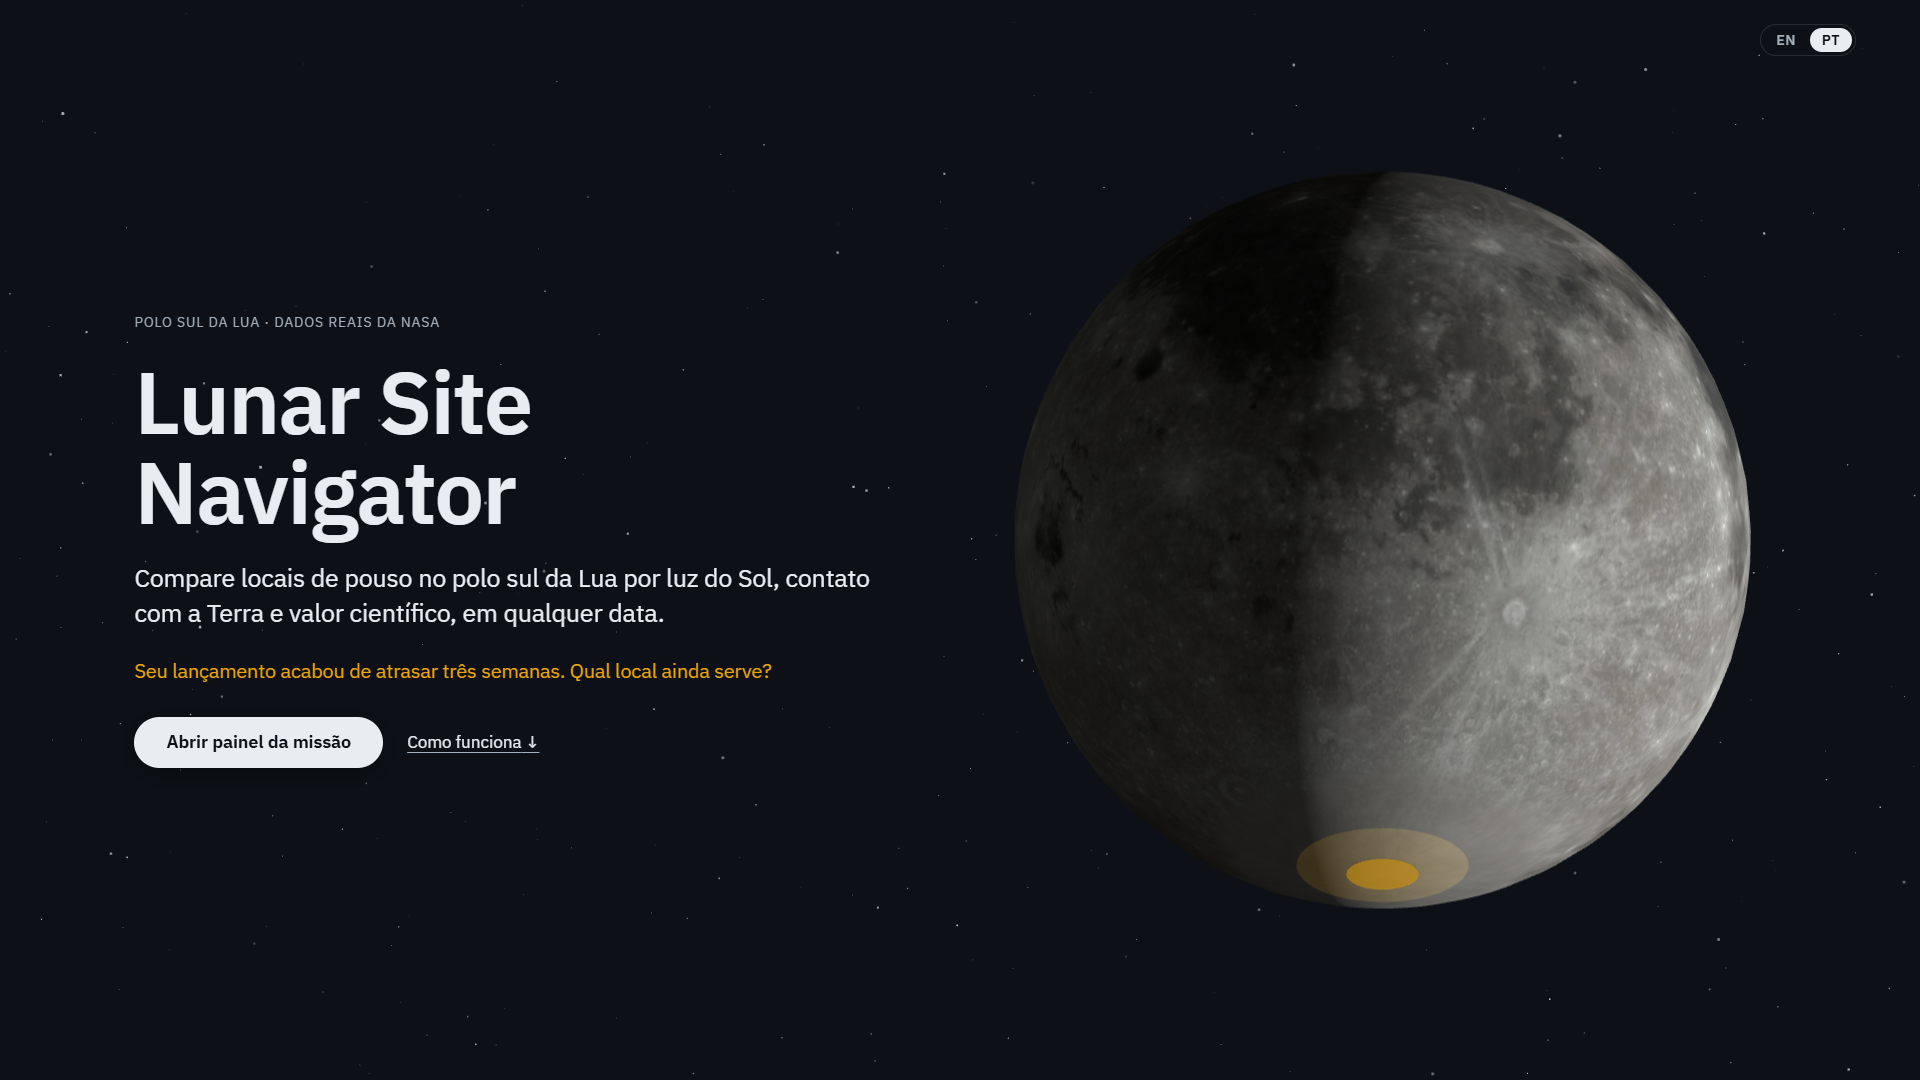 EN PT
POLO SUL DA LUA · DADOS REAIS DA NASA
Lunar Site
Navigator
Compare locais de pouso no polo sul da Lua por luz do Sol, contato
com a Terra e valor científico, em qualquer data.
Seu lançamento acabou de atrasar três semanas. Qual local ainda serve?
Abrir painel da missão
Como funciona ↓